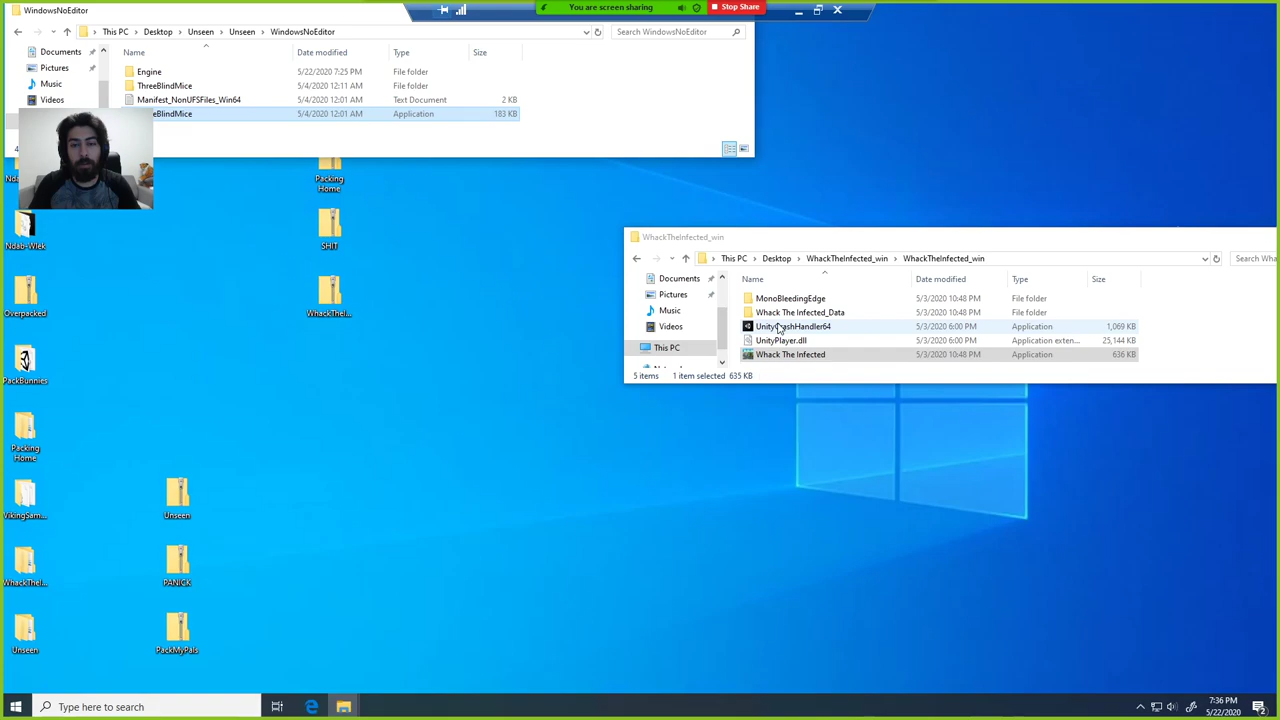 WindowsNoEditor
You are screen sharing
Stop Share
This PC > Desktop > Unseen > Unseen > WindowsNoEditor
Search WindowsNoEditor
Documents
Pictures
Music
Videos
Name Date modified Type Size
Engine 5/22/2020 7:25 PM File folder
ThreeBlindMice 5/4/2020 12:11 AM File folder
Manifest_NonUFSFiles_Win64 5/4/2020 12:01 AM Text Document 2 KB
eBlindMice 5/4/2020 12:01 AM Application 183 KB
Packing Home
Ndab-Wlek
SHIT
Overpacked
WhackTheI...
PackBunnies
Packing Home
VikingSam...
Unseen
WhackTheI...
PANICK
Unseen
PackMyPals
WhackTheInfected_win
This PC > Desktop > WhackTheInfected_win > WhackTheInfected_win
Search Wha
Documents
Pictures
Music
Videos
This PC
Name Date modified Type Size
MonoBleedingEdge 5/3/2020 10:48 PM File folder
Whack The Infected_Data 5/3/2020 10:48 PM File folder
UnityCrashHandler64 5/3/2020 6:00 PM Application 1,069 KB
UnityPlayer.dll 5/3/2020 6:00 PM Application exten... 25,144 KB
Whack The Infected 5/3/2020 10:48 PM Application 636 KB
5 items 1 item selected 635 KB
Type here to search
7:36 PM
5/22/2020
2